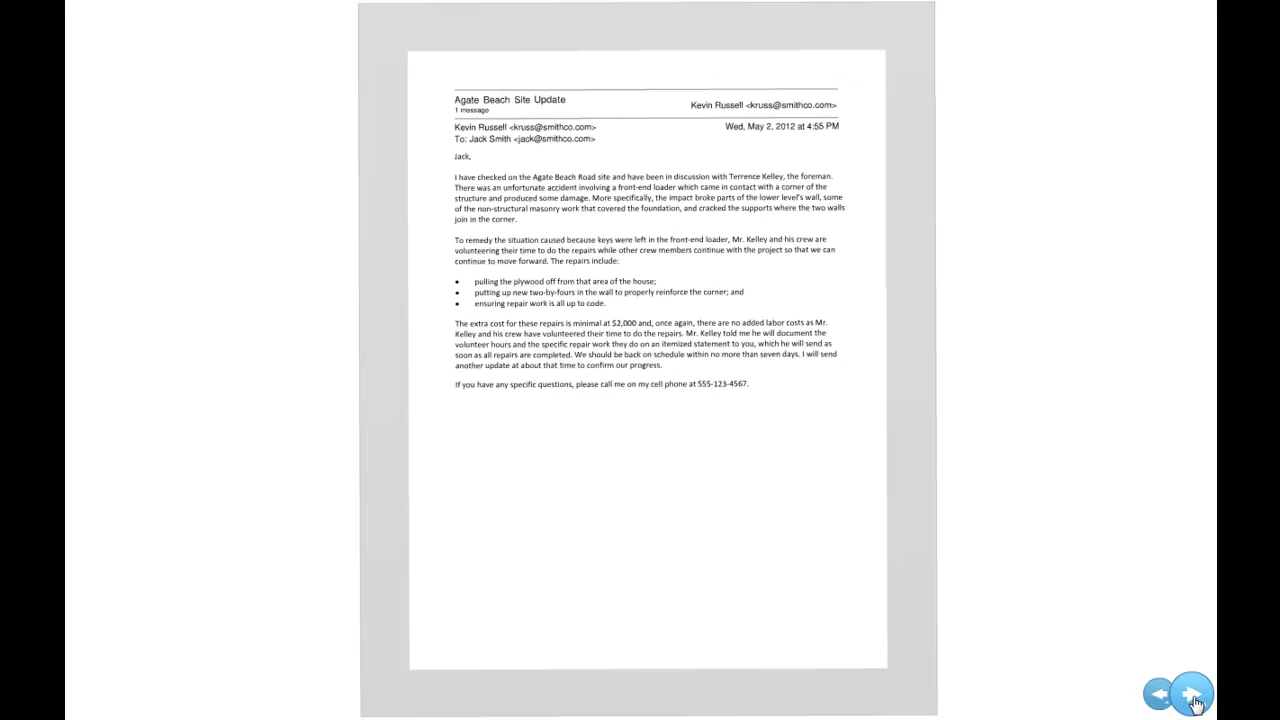 Agate Beach Site Update
1 message
Kevin Russell <kruss@smithco.com>
Kevin Russell <kruss@smithco.com>
Wed, May 2, 2012 at 4:55 PM
To: Jack Smith <jack@smithco.com>
Jack,
I have checked on the Agate Beach Road site and have been in discussion with Terrence Kelley, the foreman.
There was an unfortunate accident involving a front-end loader which came in contact with a corner of the
structure and produced some damage. More specifically, the impact broke parts of the lower level's wall, some
of the non-structural masonry work that covered the foundation, and cracked the supports where the two walls
join in the corner.
To remedy the situation caused because keys were left in the front-end loader, Mr. Kelley and his crew are
volunteering their time to do the repairs while other crew members continue with the project so that we can
continue to move forward. The repairs include:
• pulling the plywood off from that area of the house;
• putting up new two-by-fours in the wall to properly reinforce the corner; and
• ensuring repair work is all up to code.
The extra cost for these repairs is minimal at $2,000 and, once again, there are no added labor costs as Mr.
Kelley and his crew have volunteered their time to do the repairs. Mr. Kelley told me he will document the
volunteer hours and the specific repair work they do on an itemized statement to you, which he will send as
soon as all repairs are completed. We should be back on schedule within no more than seven days. I will send
another update at about that time to confirm our progress.
If you have any specific questions, please call me on my cell phone at 555-123-4567.